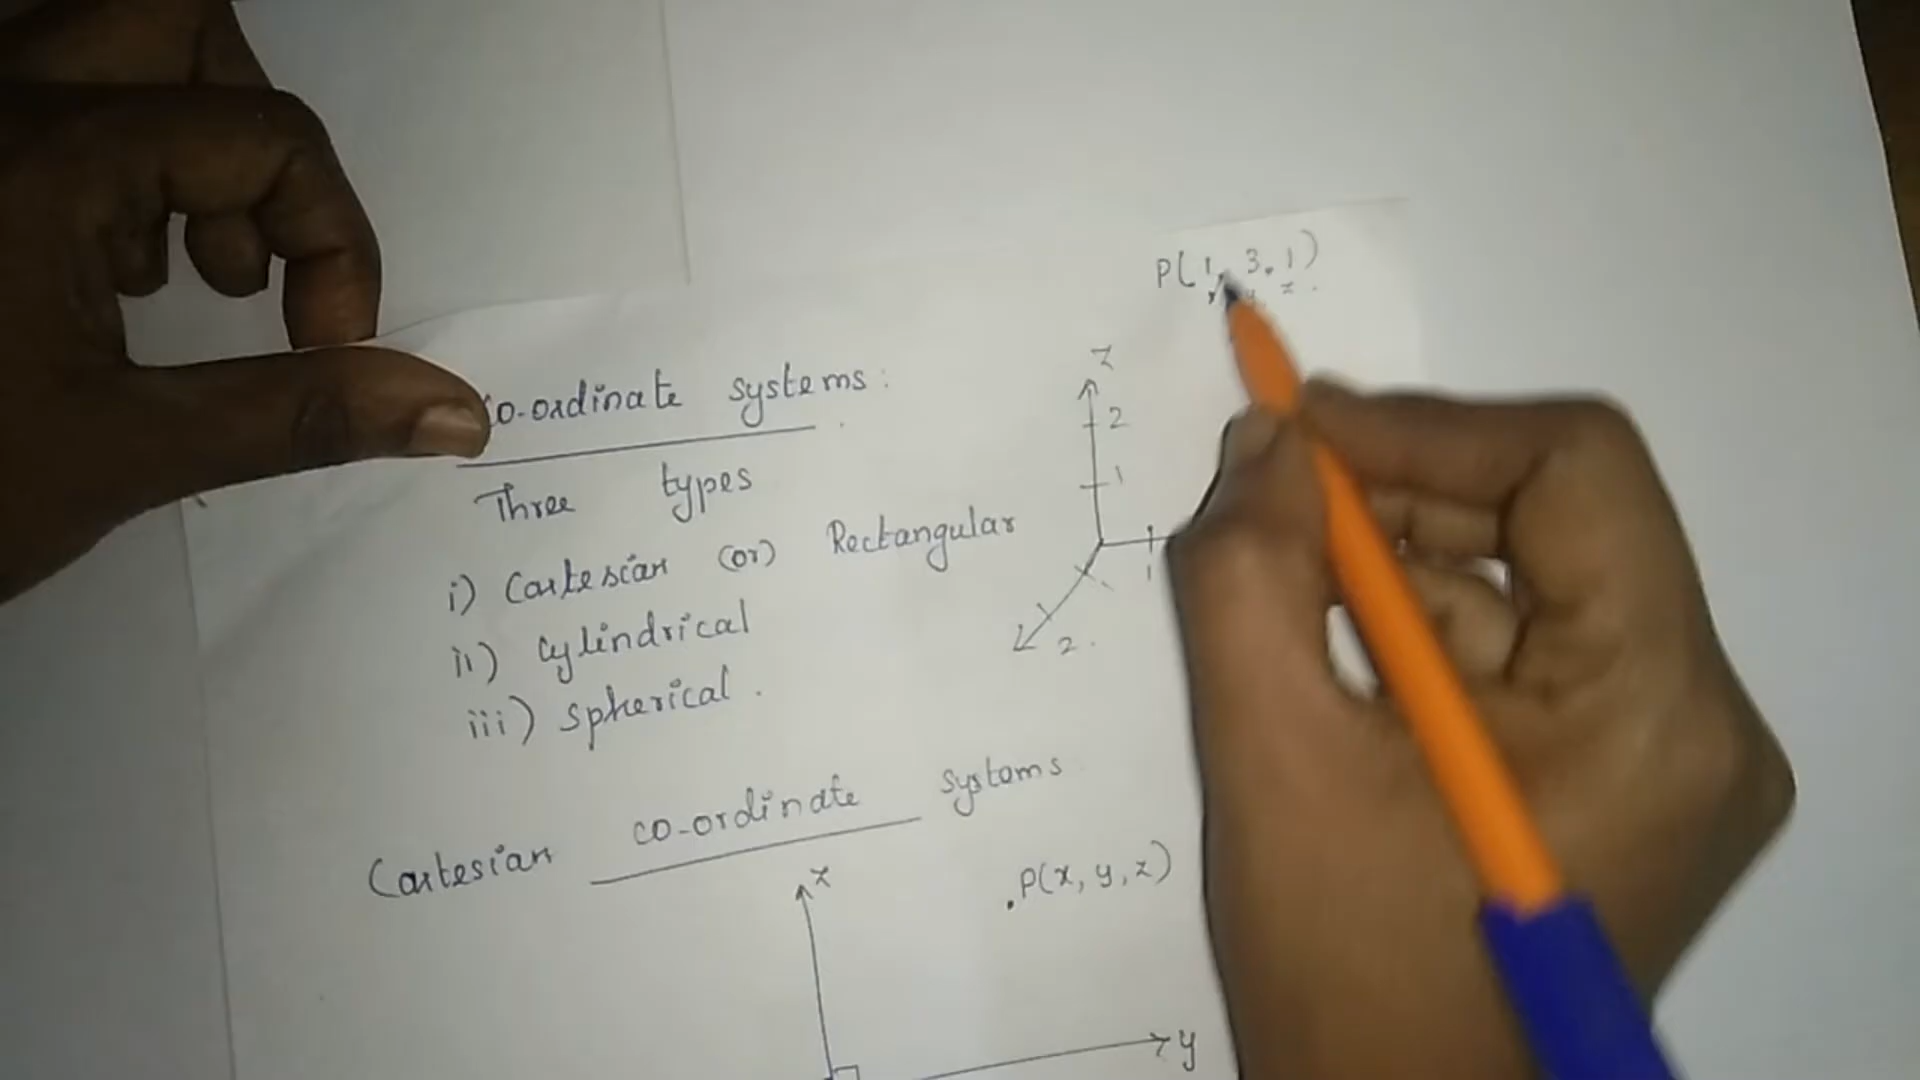 P(1, 3, 1)
x y z
z
2
1
1
2
co-ordinate systems:
Three types
i) Cartesian (or) Rectangular
ii) Cylindrical
iii) Spherical.
Cartesian co-ordinate systems
z
.P(x, y, z)
y